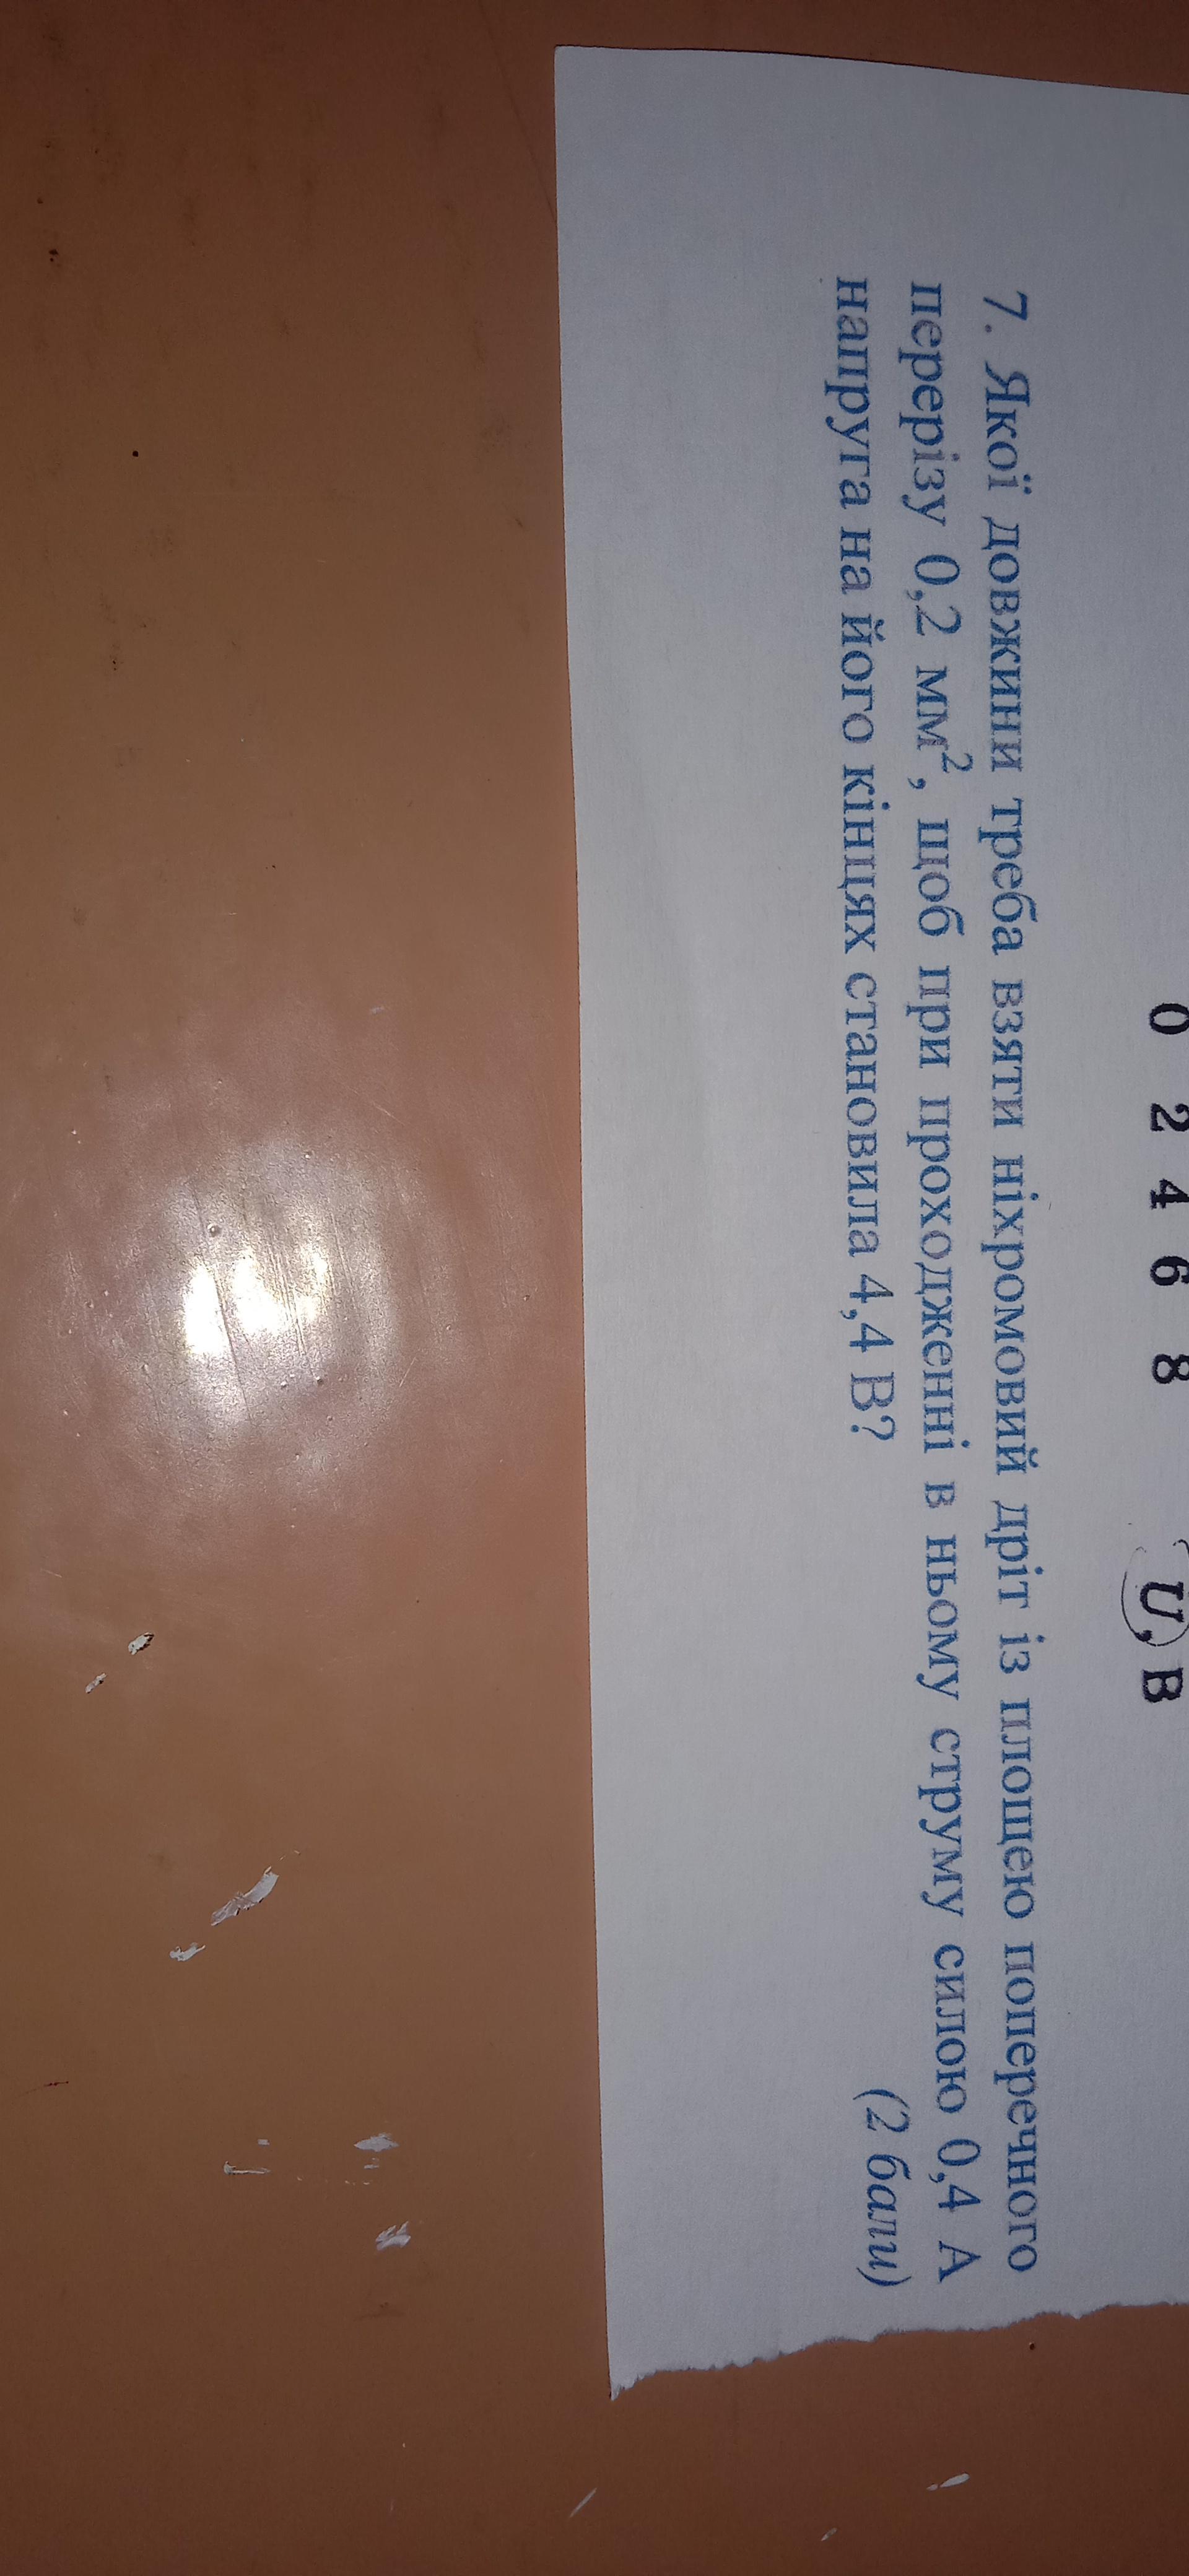 0 2 4 6 8 U, В
7. Якої довжини треба взяти ніхромовий дріт із площею поперечного
перерізу 0,2 мм², щоб при проходженні в ньому струму силою 0,4 А
напруга на його кінцях становила 4,4 В?
(2 бали)